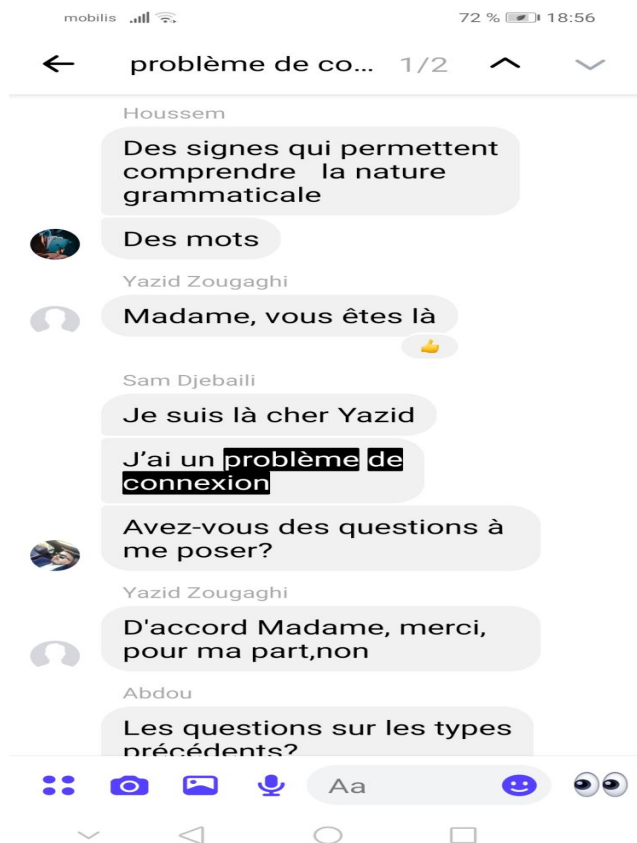 mobilis 72 % 18:56
problème de co... 1/2
Houssem
Des signes qui permettent
comprendre la nature
grammaticale
Des mots
Yazid Zougaghi
Madame, vous êtes là
Sam Djebaili
Je suis là cher Yazid
J'ai un problème de
connexion
Avez-vous des questions à
me poser?
Yazid Zougaghi
D'accord Madame, merci,
pour ma part,non
Abdou
Les questions sur les types
précédents?
Aa